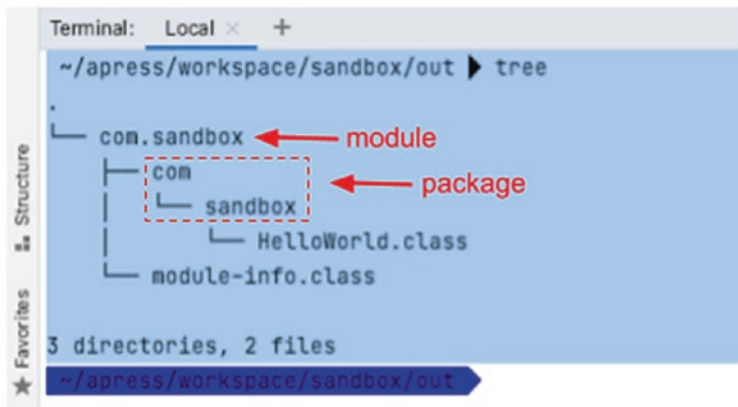 Terminal: Local × +
~/apress/workspace/sandbox/out tree
.
└── com.sandbox module
├── com
│ └── sandbox package
│ └── HelloWorld.class
└── module-info.class
3 directories, 2 files
~/apress/workspace/sandbox/out
Structure
Favorites